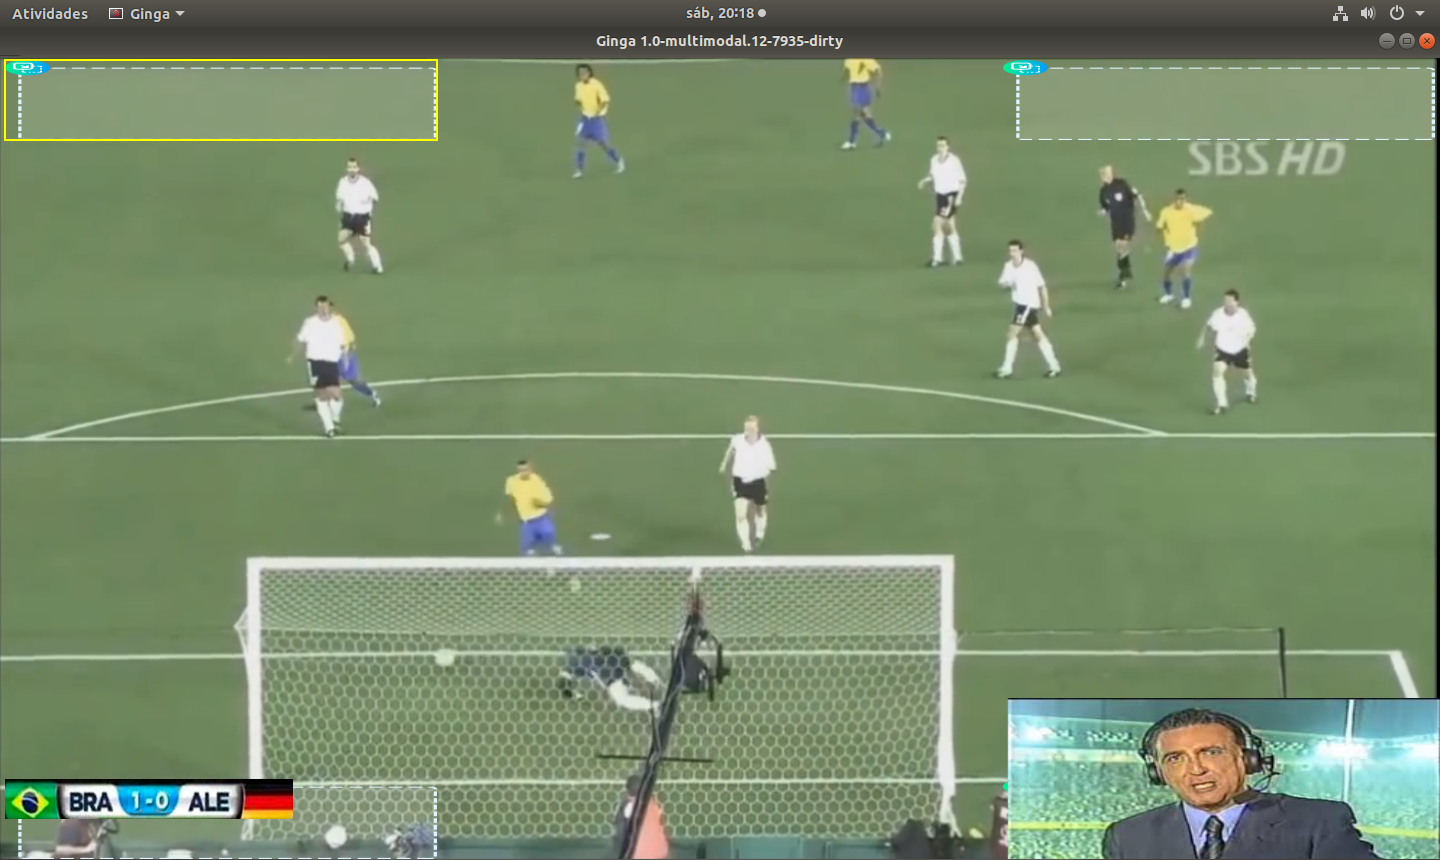 Atividades Ginga sáb, 20:18
Ginga 1.0-multimodal.12-7935-dirty
SBS HD
BRA 1-0 ALE